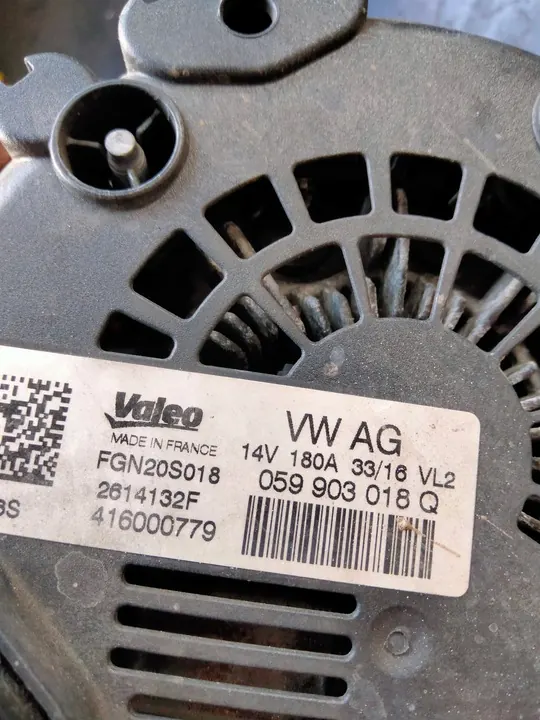 Valeo
MADE IN FRANCE
FGN20S018
2614132F
416000779
VW AG
14V 180A 33/16 VL2
059 903 018 Q